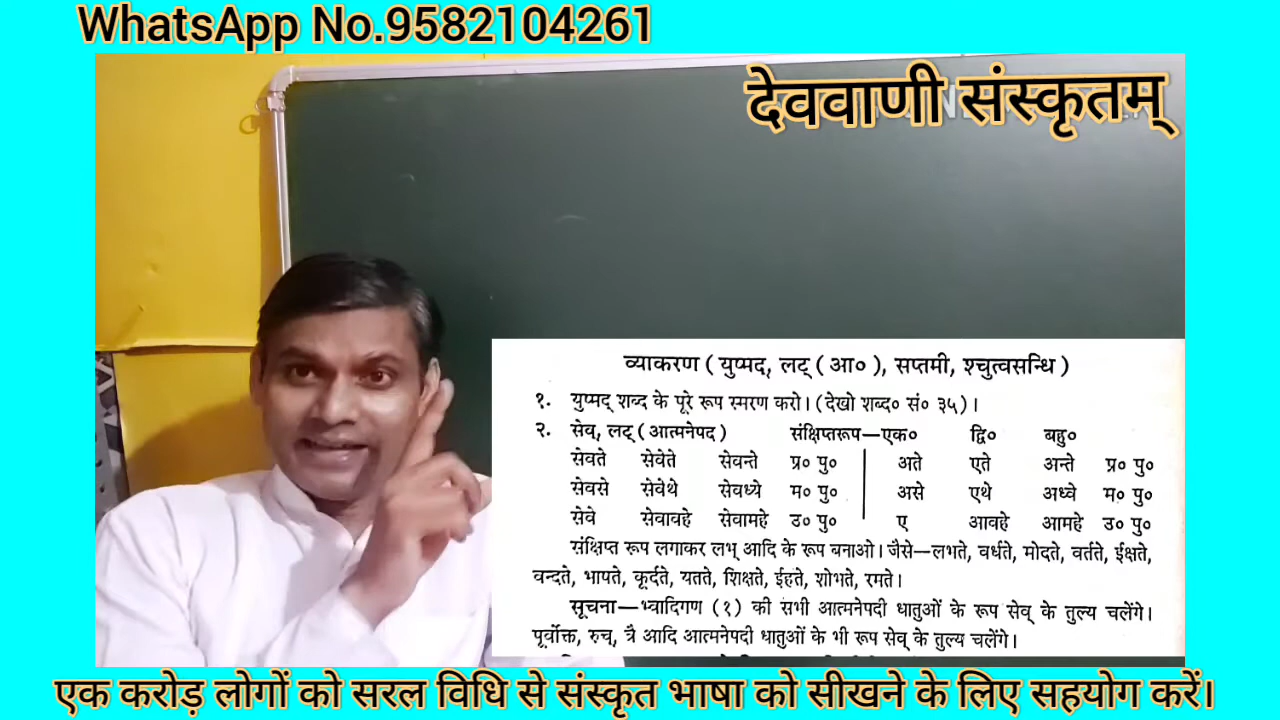 WhatsApp No.9582104261
देववाणी संस्कृतम्
व्याकरण ( युष्मद, लट् ( आ० ), सप्तमी, श्चुत्वसन्धि )
१. युष्मद् शब्द के पूरे रूप स्मरण करो। (देखो शब्द० सं० ३५)।
२. सेव्, लट् (आत्मनेपद) संक्षिप्तरूप—एक० द्वि० बहु०
सेवते सेवेते सेवन्ते प्र० पु० अते एते अन्ते प्र० पु०
सेवसे सेवेथे सेवध्ये म० पु० असे एथे अध्वे म० पु०
सेवे सेवावहे सेवामहे उ० पु० ए आवहे आमहे उ० पु०
संक्षिप्त रूप लगाकर लभ् आदि के रूप बनाओ। जैसे—लभते, वर्धते, मोदते, वर्तते, ईक्षते,
वन्दते, भाषते, कूर्दते, यतते, शिक्षते, ईहते, शोभते, रमते।
सूचना—भ्वादिगण (१) की सभी आत्मनेपदी धातुओं के रूप सेव् के तुल्य चलेंगे।
पूर्वोक्त, रुच्, त्रै आदि आत्मनेपदी धातुओं के भी रूप सेव् के तुल्य चलेंगे।
एक करोड़ लोगों को सरल विधि से संस्कृत भाषा को सीखने के लिए सहयोग करें।